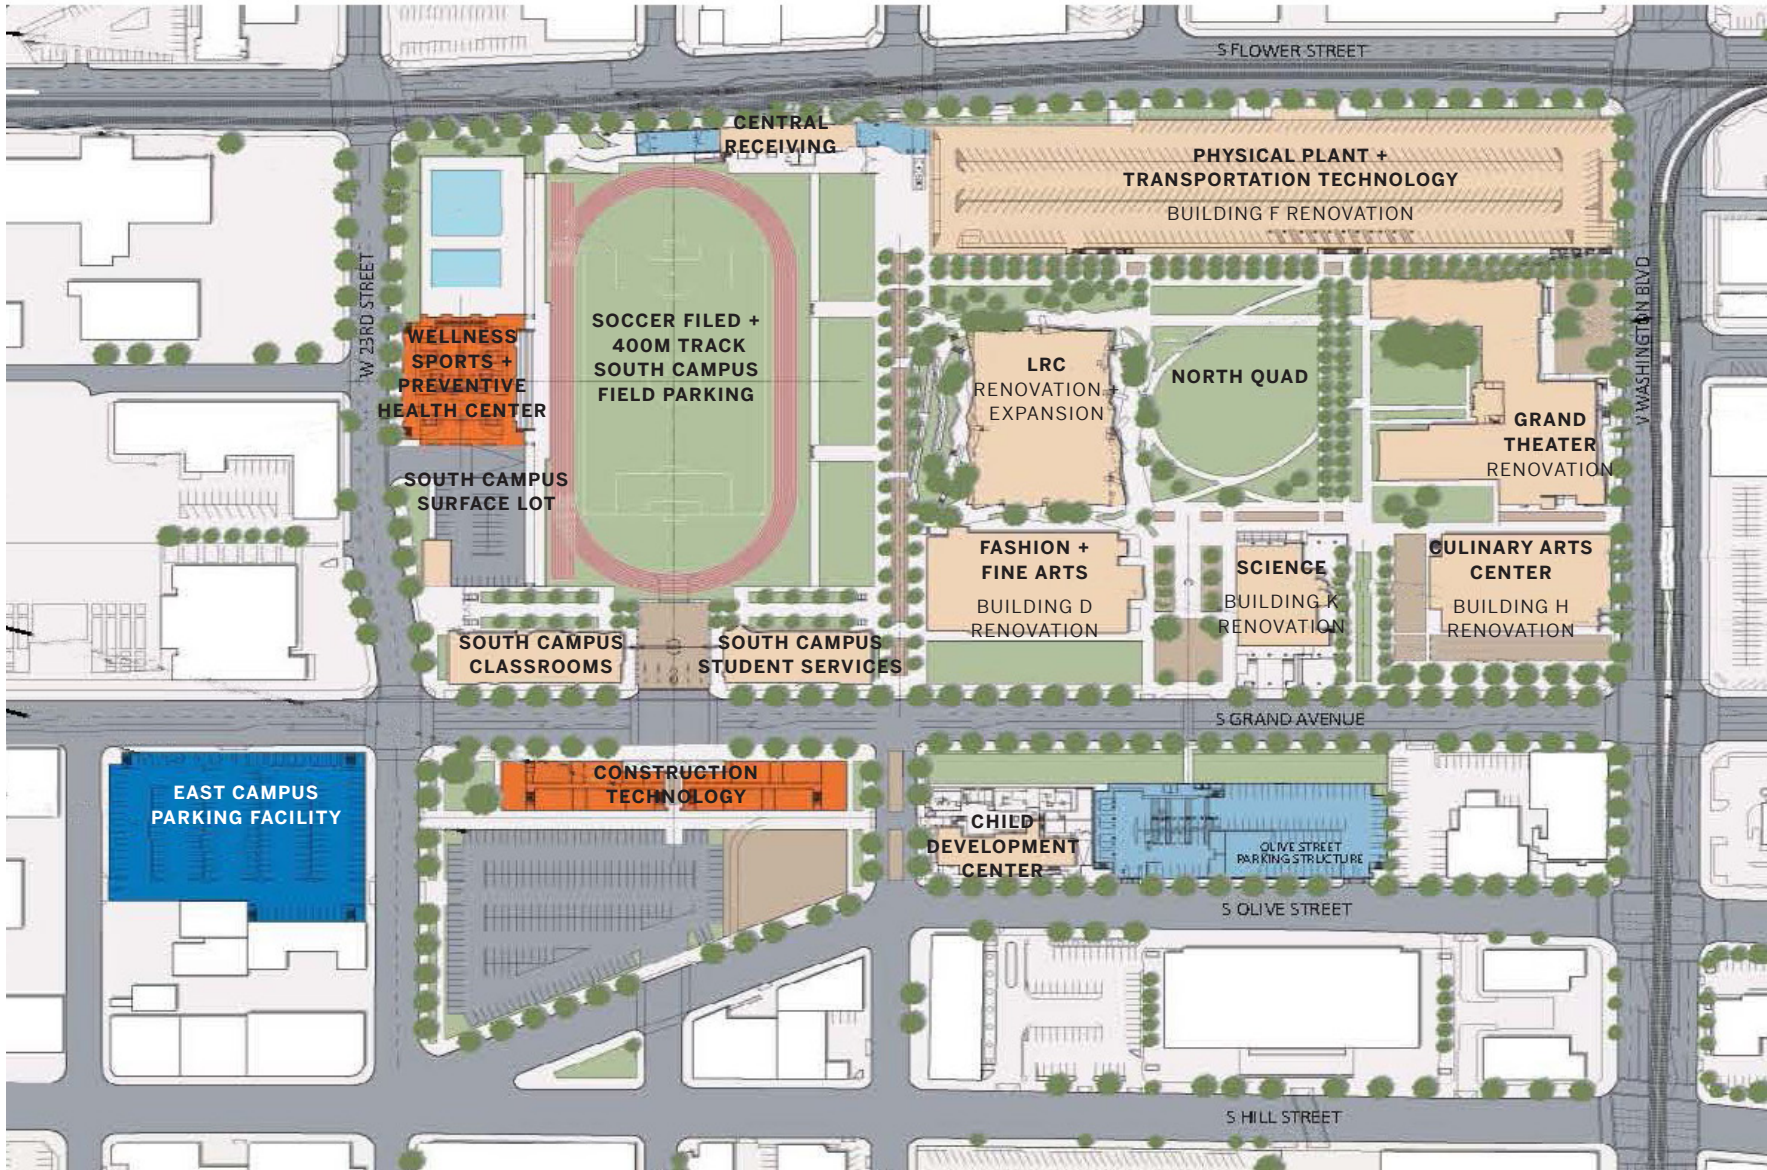 S FLOWER STREET
CENTRAL
RECEIVING
PHYSICAL PLANT +
TRANSPORTATION TECHNOLOGY
BUILDING F RENOVATION
W 23RD STREET
WELLNESS
SPORTS +
PREVENTIVE
HEALTH CENTER
SOCCER FILED +
400M TRACK
SOUTH CAMPUS
FIELD PARKING
LRC
RENOVATION +
EXPANSION
NORTH QUAD
GRAND
THEATER
RENOVATION
W WASHINGTON BLVD
SOUTH CAMPUS
SURFACE LOT
FASHION +
FINE ARTS
BUILDING D
RENOVATION
SCIENCE
BUILDING K
RENOVATION
CULINARY ARTS
CENTER
BUILDING H
RENOVATION
SOUTH CAMPUS
CLASSROOMS
SOUTH CAMPUS
STUDENT SERVICES
S GRAND AVENUE
EAST CAMPUS
PARKING FACILITY
CONSTRUCTION
TECHNOLOGY
CHILD
DEVELOPMENT
CENTER
OLIVE STREET
PARKING STRUCTURE
S OLIVE STREET
S HILL STREET